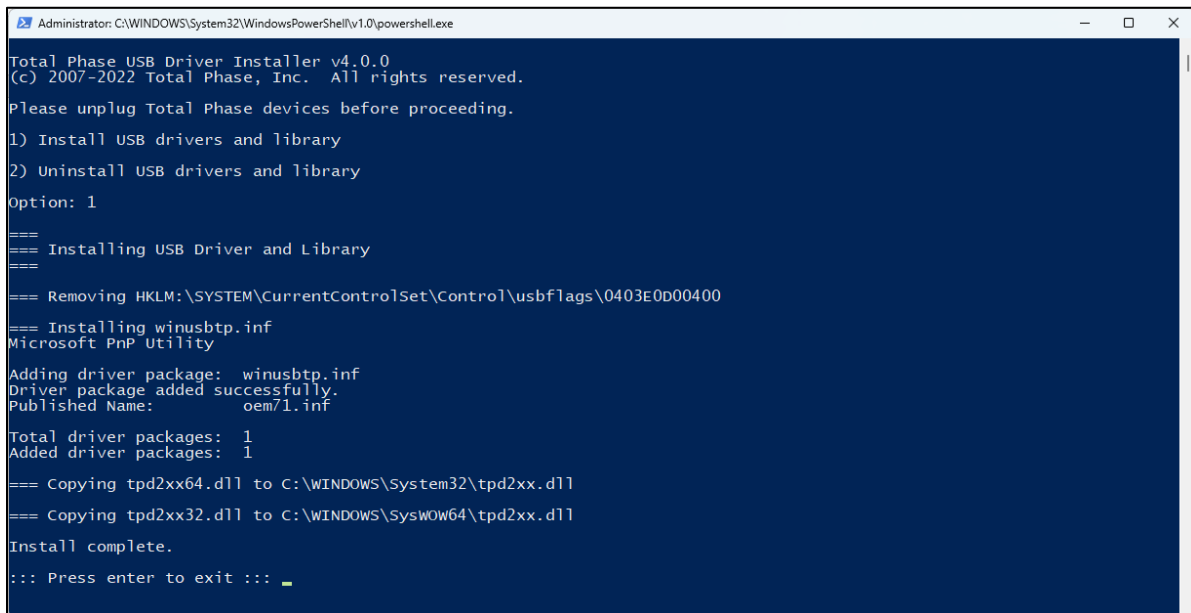 Administrator: C:\WINDOWS\System32\WindowsPowerShell\v1.0\powershell.exe
Total Phase USB Driver Installer v4.0.0
(c) 2007-2022 Total Phase, Inc.  All rights reserved.
Please unplug Total Phase devices before proceeding.
1) Install USB drivers and library
2) Uninstall USB drivers and library
Option: 1
===
=== Installing USB Driver and Library
===
=== Removing HKLM:\SYSTEM\CurrentControlSet\Control\usbflags\0403E0D00400
=== Installing winusbtp.inf
Microsoft PnP Utility
Adding driver package:  winusbtp.inf
Driver package added successfully.
Published Name:         oem71.inf
Total driver packages:  1
Added driver packages:  1
=== Copying tpd2xx64.dll to C:\WINDOWS\System32\tpd2xx.dll
=== Copying tpd2xx32.dll to C:\WINDOWS\SysWOW64\tpd2xx.dll
Install complete.
::: Press enter to exit ::: _